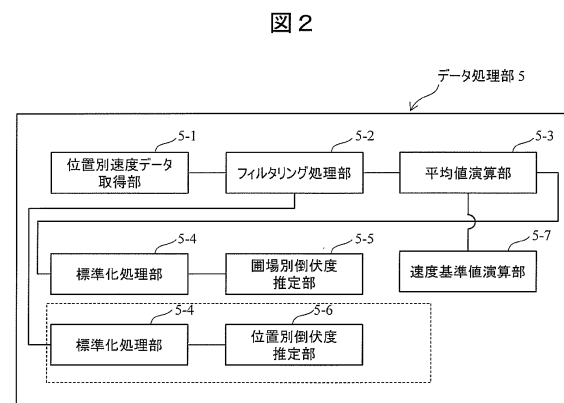 図2
データ処理部5
5-1
5-2
5-3
位置別速度データ
取得部
フィルタリング処理部
平均値演算部
5-4
5-5
5-7
標準化処理部
圃場別倒伏度
推定部
速度基準値演算部
5-4
5-6
標準化処理部
位置別倒伏度
推定部